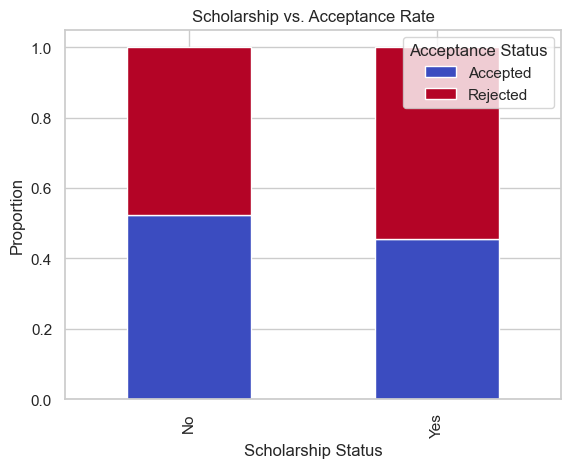 Scholarship vs. Acceptance Rate
Acceptance Status
Accepted
Rejected
Proportion
1.0
0.8
0.6
0.4
0.2
0.0
No
Yes
Scholarship Status